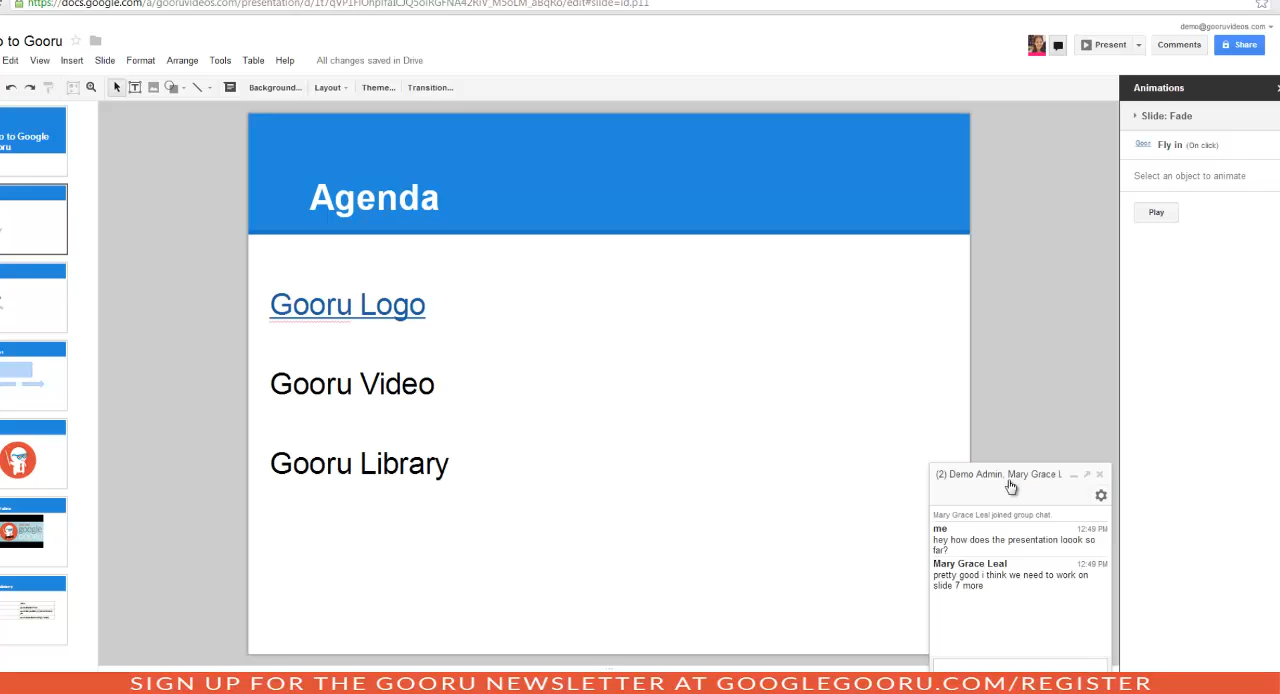 demo@gooruvideos.com
o to Gooru
Present
Comments
Share
Edit View Insert Slide Format Arrange Tools Table Help All changes saved in Drive
Background... Layout Theme... Transition...
Animations
Slide: Fade
Fly in (On click)
Select an object to animate
Play
o to Google
oru
Agenda
Gooru Logo
Gooru Video
Gooru Library
(2) Demo Admin, Mary Grace L
Mary Grace Leal joined group chat.
me 12:49 PM
hey how does the presentation loook so
far?
Mary Grace Leal 12:49 PM
pretty good i think we need to work on
slide 7 more
SIGN UP FOR THE GOORU NEWSLETTER AT GOOGLEGOORU.COM/REGISTER